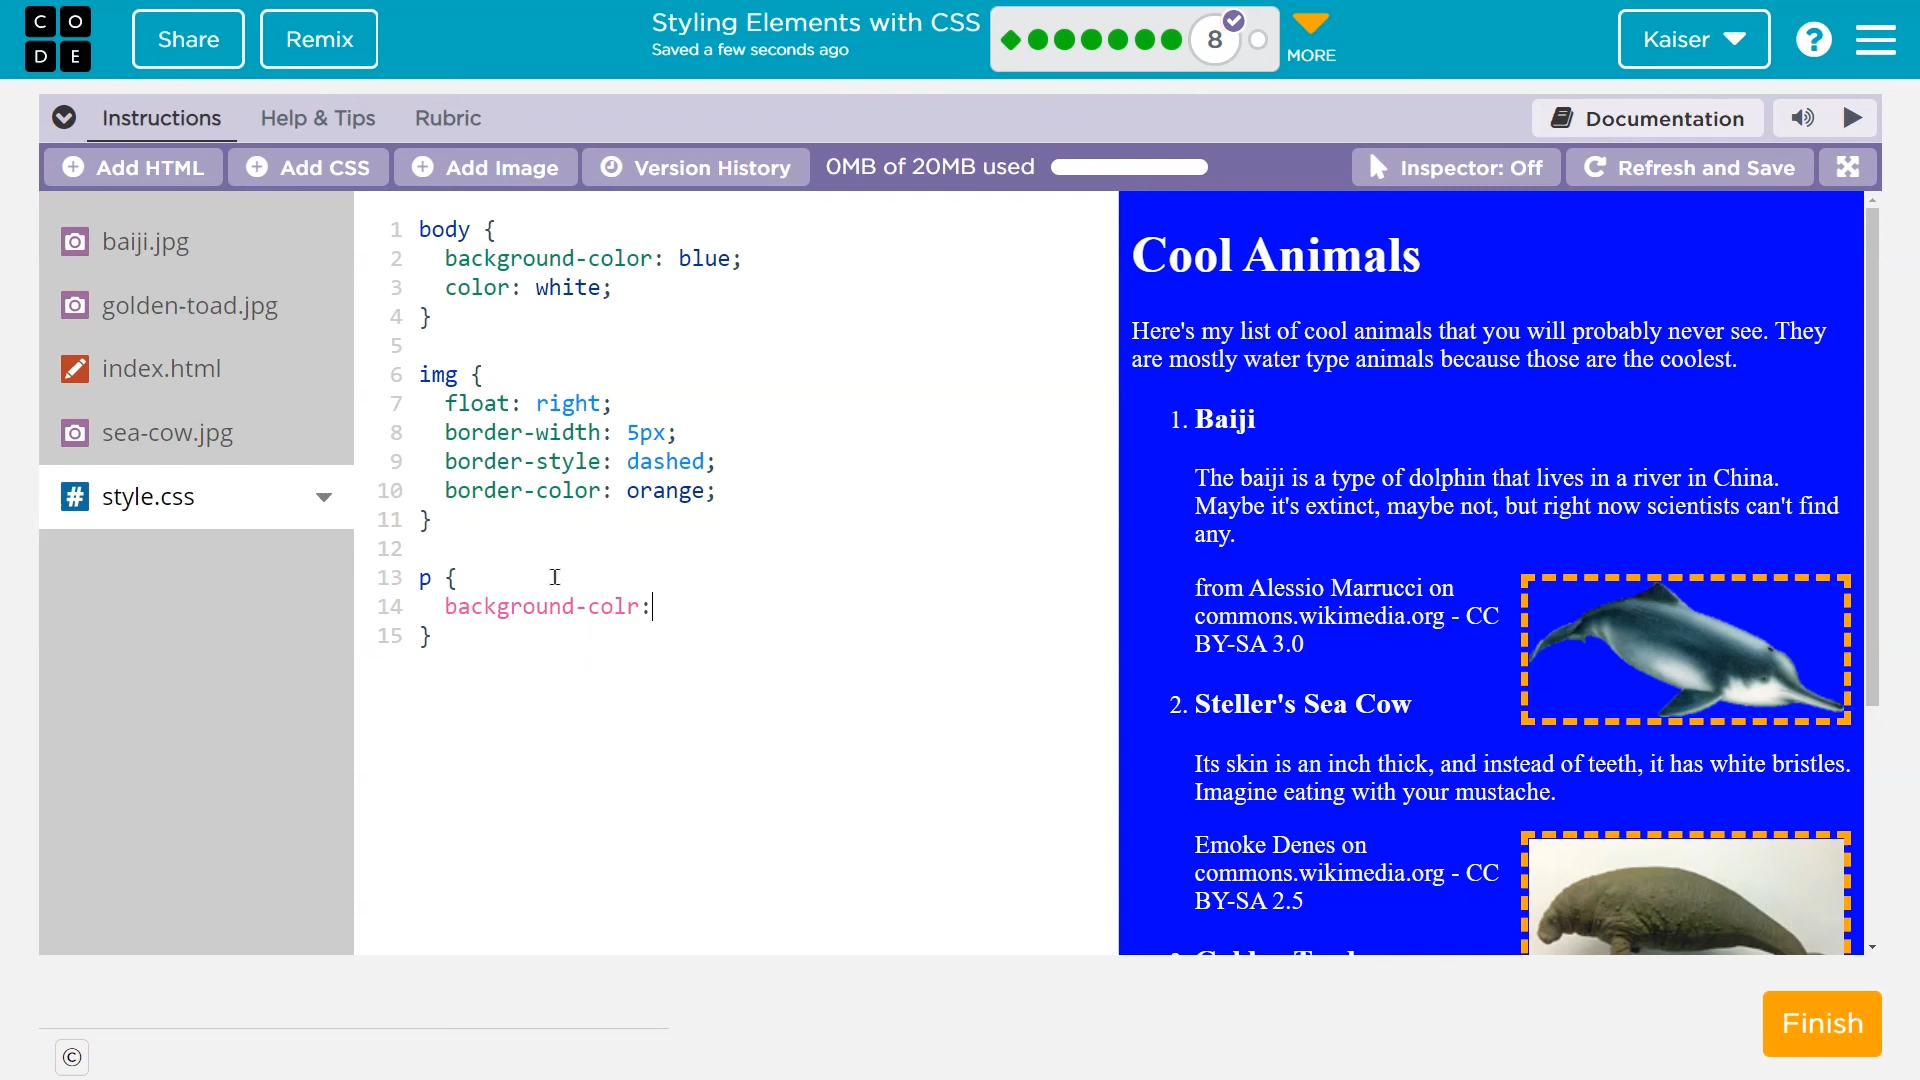 C O D E
Share
Remix
Styling Elements with CSS
Saved a few seconds ago
8
MORE
Kaiser
?
Instructions
Help & Tips
Rubric
Documentation
Add HTML
Add CSS
Add Image
Version History
0MB of 20MB used
Inspector: Off
Refresh and Save
baiji.jpg
golden-toad.jpg
index.html
sea-cow.jpg
# style.css
1 body {
2 background-color: blue;
3 color: white;
4 }
5
6 img {
7 float: right;
8 border-width: 5px;
9 border-style: dashed;
10 border-color: orange;
11 }
12
13 p {
14 background-colr:
15 }
Cool Animals
Here's my list of cool animals that you will probably never see. They
are mostly water type animals because those are the coolest.
1. Baiji
The baiji is a type of dolphin that lives in a river in China.
Maybe it's extinct, maybe not, but right now scientists can't find
any.
from Alessio Marrucci on
commons.wikimedia.org - CC
BY-SA 3.0
2. Steller's Sea Cow
Its skin is an inch thick, and instead of teeth, it has white bristles.
Imagine eating with your mustache.
Emoke Denes on
commons.wikimedia.org - CC
BY-SA 2.5
Finish
©